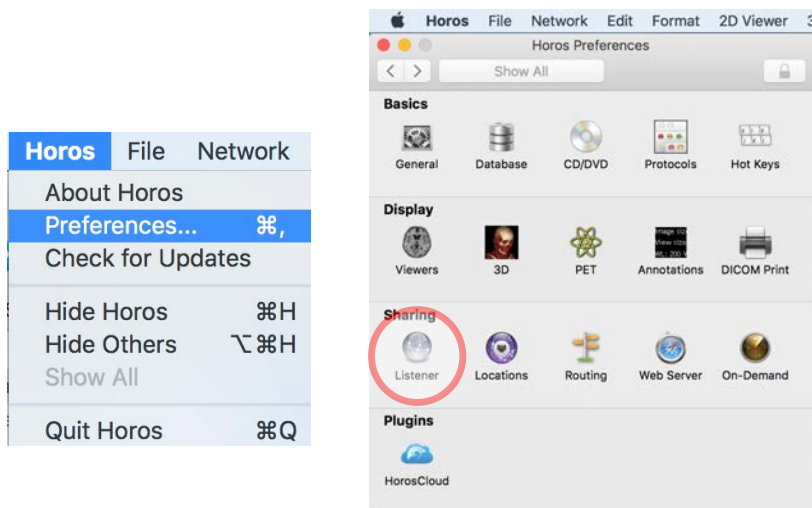 Horos File Network
About Horos
Preferences... ⌘,
Check for Updates
Hide Horos ⌘H
Hide Others ⌥⌘H
Show All
Quit Horos ⌘Q
Horos File Network Edit Format 2D Viewer
Horos Preferences
Show All
Basics
General Database CD/DVD Protocols Hot Keys
Display
Viewers 3D PET Annotations DICOM Print
Sharing
Listener Locations Routing Web Server On-Demand
Plugins
HorosCloud